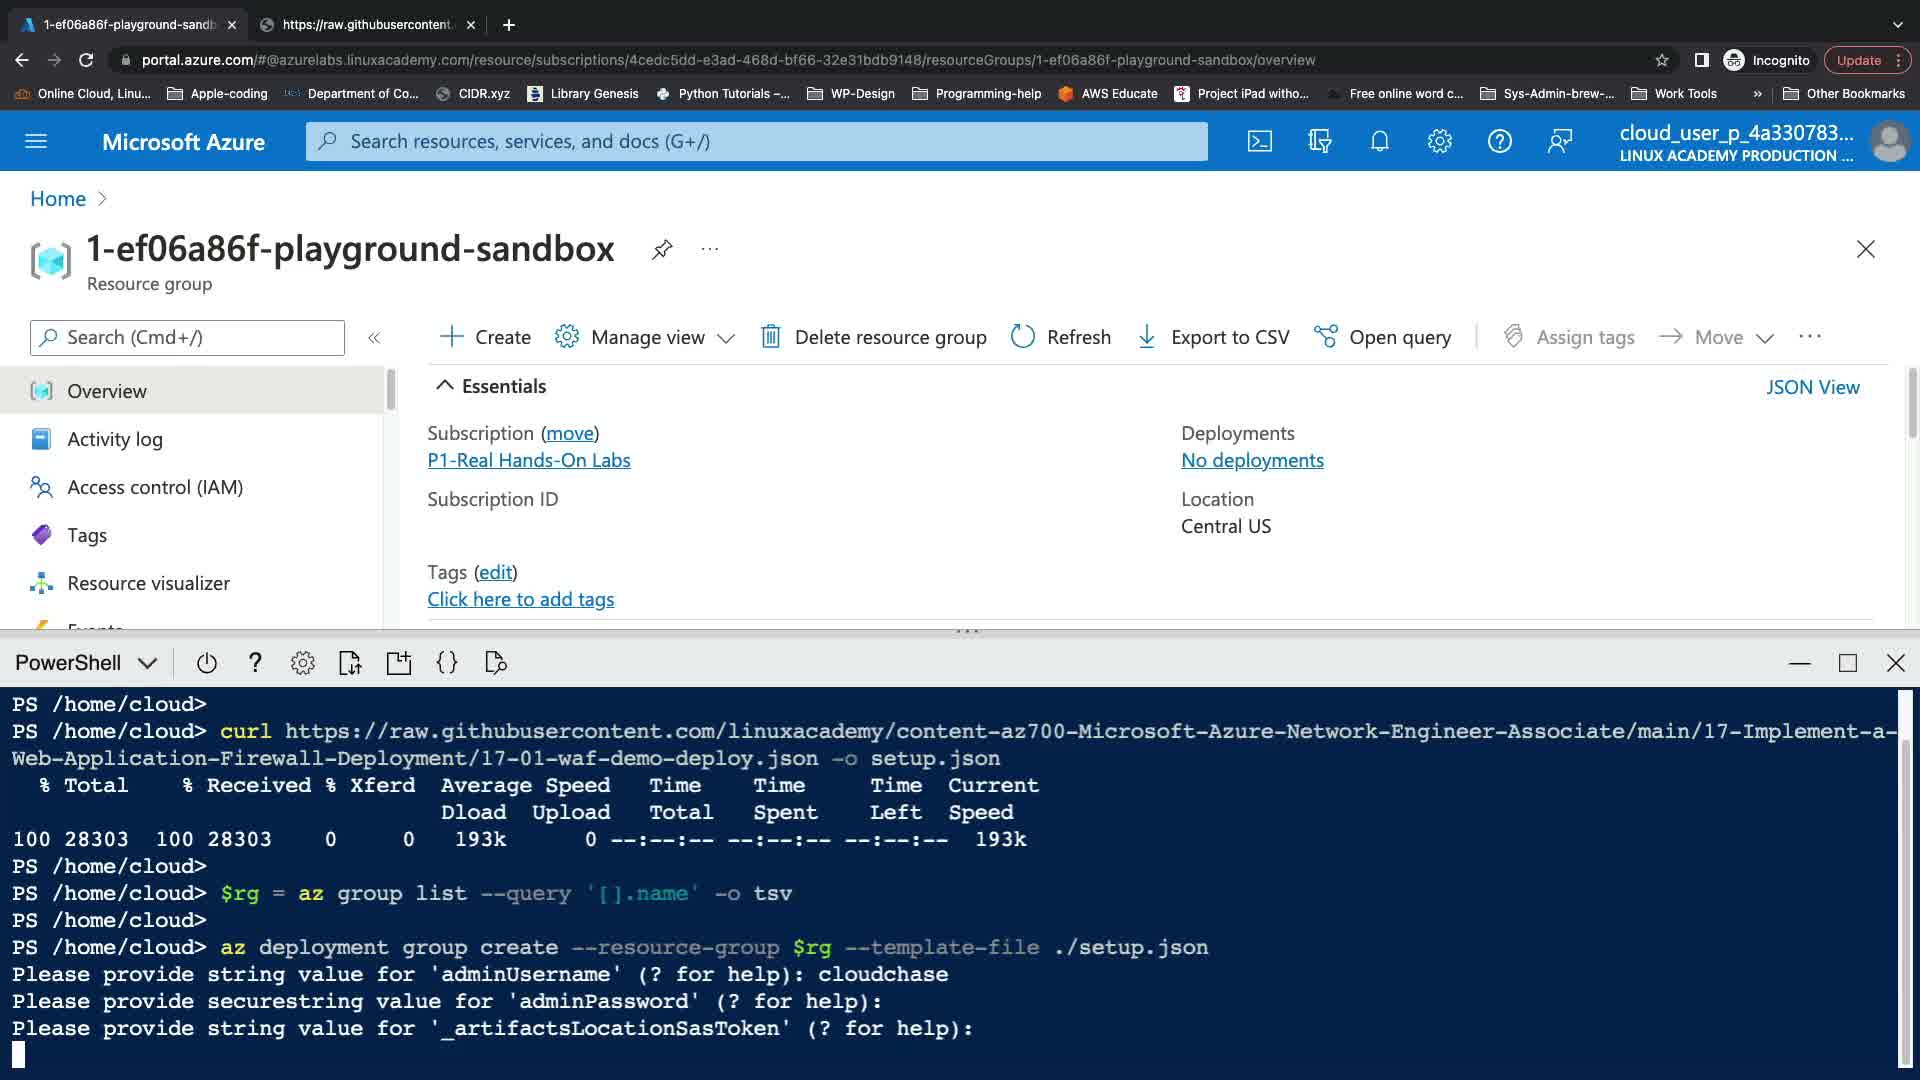 1-ef06a86f-playground-sandb
https://raw.githubusercontent.
portal.azure.com/#@azurelabs.linuxacademy.com/resource/subscriptions/4cedc5dd-e3ad-468d-bf66-32e31bdb9148/resourceGroups/1-ef06a86f-playground-sandbox/overview
Incognito
Update
Online Cloud, Linu...
Apple-coding
Department of Co...
CIDR.xyz
Library Genesis
Python Tutorials –...
WP-Design
Programming-help
AWS Educate
Project iPad witho...
Free online word c...
Sys-Admin-brew-...
Work Tools
»
Other Bookmarks
Microsoft Azure
Search resources, services, and docs (G+/)
cloud_user_p_4a330783...
LINUX ACADEMY PRODUCTION ...
Home
1-ef06a86f-playground-sandbox
Resource group
Search (Cmd+/)
Create
Manage view
Delete resource group
Refresh
Export to CSV
Open query
Assign tags
Move
Overview
Activity log
Access control (IAM)
Tags
Resource visualizer
Events
Essentials
JSON View
Subscription (move)
P1-Real Hands-On Labs
Subscription ID
Deployments
No deployments
Location
Central US
Tags (edit)
Click here to add tags
PowerShell
PS /home/cloud>
PS /home/cloud> curl https://raw.githubusercontent.com/linuxacademy/content-az700-Microsoft-Azure-Network-Engineer-Associate/main/17-Implement-a-
Web-Application-Firewall-Deployment/17-01-waf-demo-deploy.json -o setup.json
% Total % Received % Xferd Average Speed Time Time Time Current
Dload Upload Total Spent Left Speed
100 28303 100 28303 0 0 193k 0 --:--:-- --:--:-- --:--:-- 193k
PS /home/cloud>
PS /home/cloud> $rg = az group list --query '[].name' -o tsv
PS /home/cloud>
PS /home/cloud> az deployment group create --resource-group $rg --template-file ./setup.json
Please provide string value for 'adminUsername' (? for help): cloudchase
Please provide securestring value for 'adminPassword' (? for help):
Please provide string value for '_artifactsLocationSasToken' (? for help):